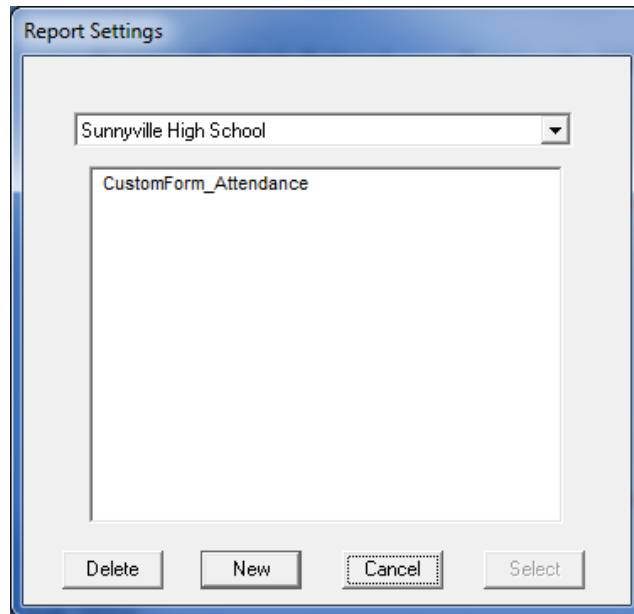 Report Settings
Sunnyville High School
CustomForm_Attendance
Delete New Cancel Select